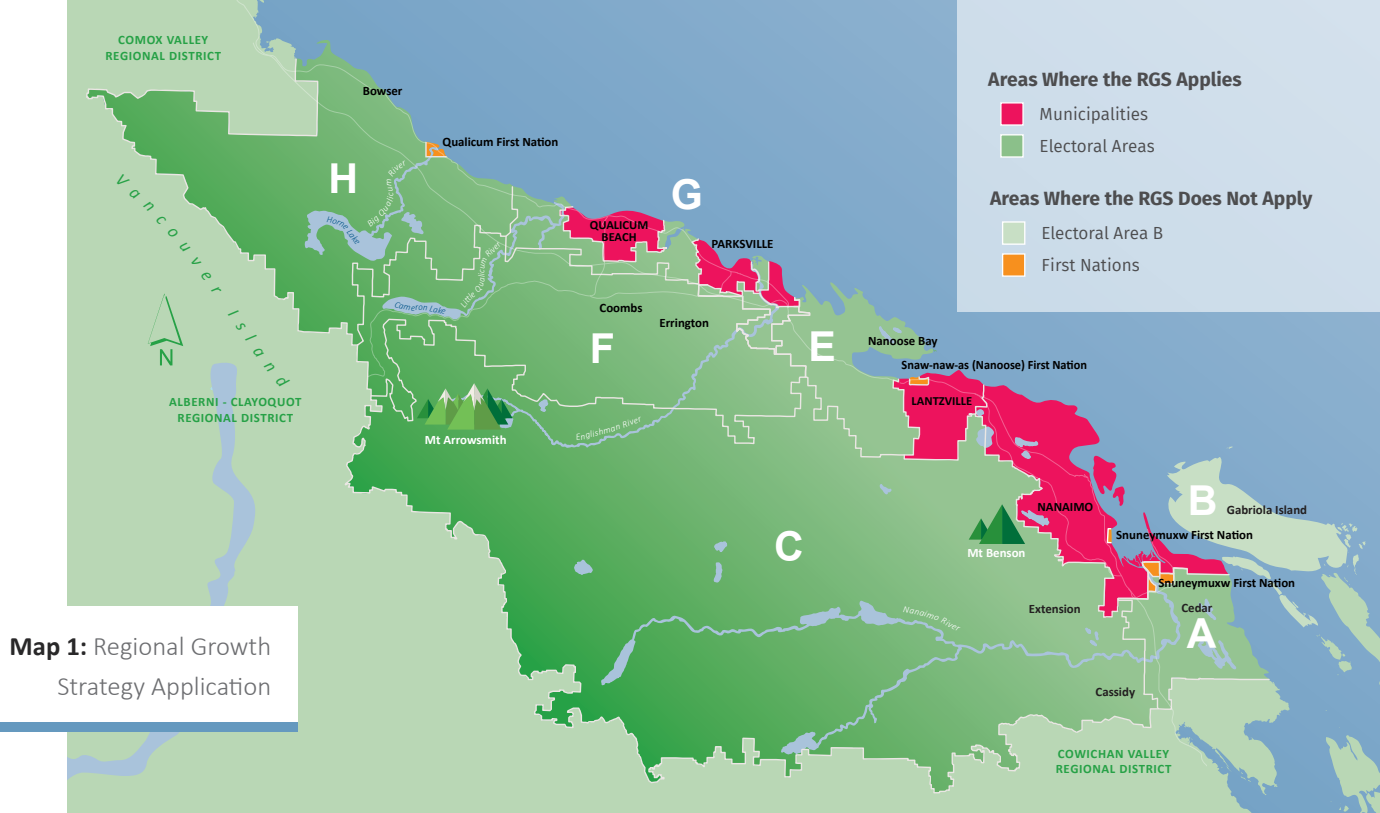 COMOX VALLEY
REGIONAL DISTRICT
Areas Where the RGS Applies
Municipalities
Electoral Areas
Areas Where the RGS Does Not Apply
Electoral Area B
First Nations
Bowser
Qualicum First Nation
H
Big Qualicum River
Horne Lake
Vancouver Island
G
QUALICUM
BEACH
PARKSVILLE
Little Qualicum River
Cameron Lake
Coombs
Errington
F
E
Nanoose Bay
Snaw-naw-as (Nanoose) First Nation
LANTZVILLE
N
ALBERNI - CLAYOQUOT
REGIONAL DISTRICT
Mt Arrowsmith
Englishman River
B
Gabriola Island
NANAIMO
Snuneymuxw First Nation
C
Mt Benson
Snuneymuxw First Nation
Extension
Cedar
Nanaimo River
A
Cassidy
Map 1: Regional Growth
Strategy Application
COWICHAN VALLEY
REGIONAL DISTRICT